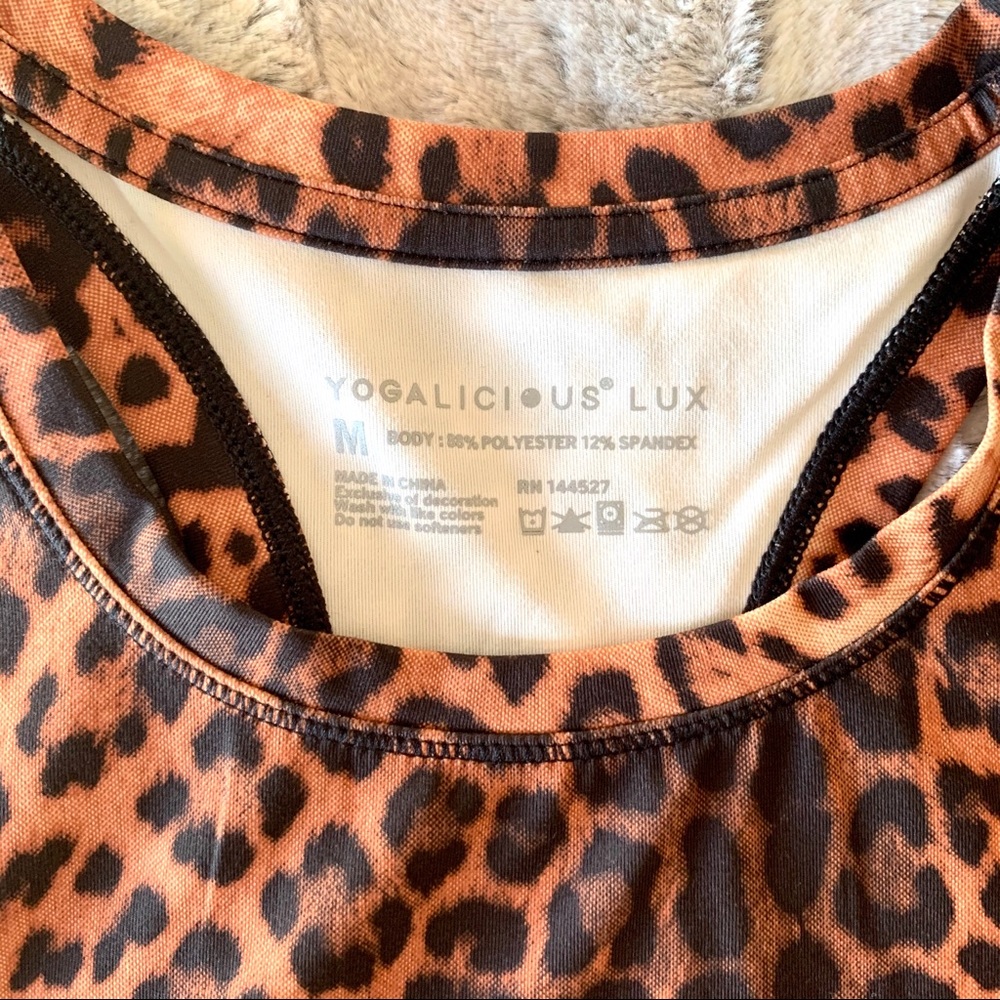 YOGALICIOUS® LUX
M BODY : 88% POLYESTER 12% SPANDEX
MADE IN CHINA
Exclusive of decoration
Wash with like colors
Do not use softeners
RN 144527